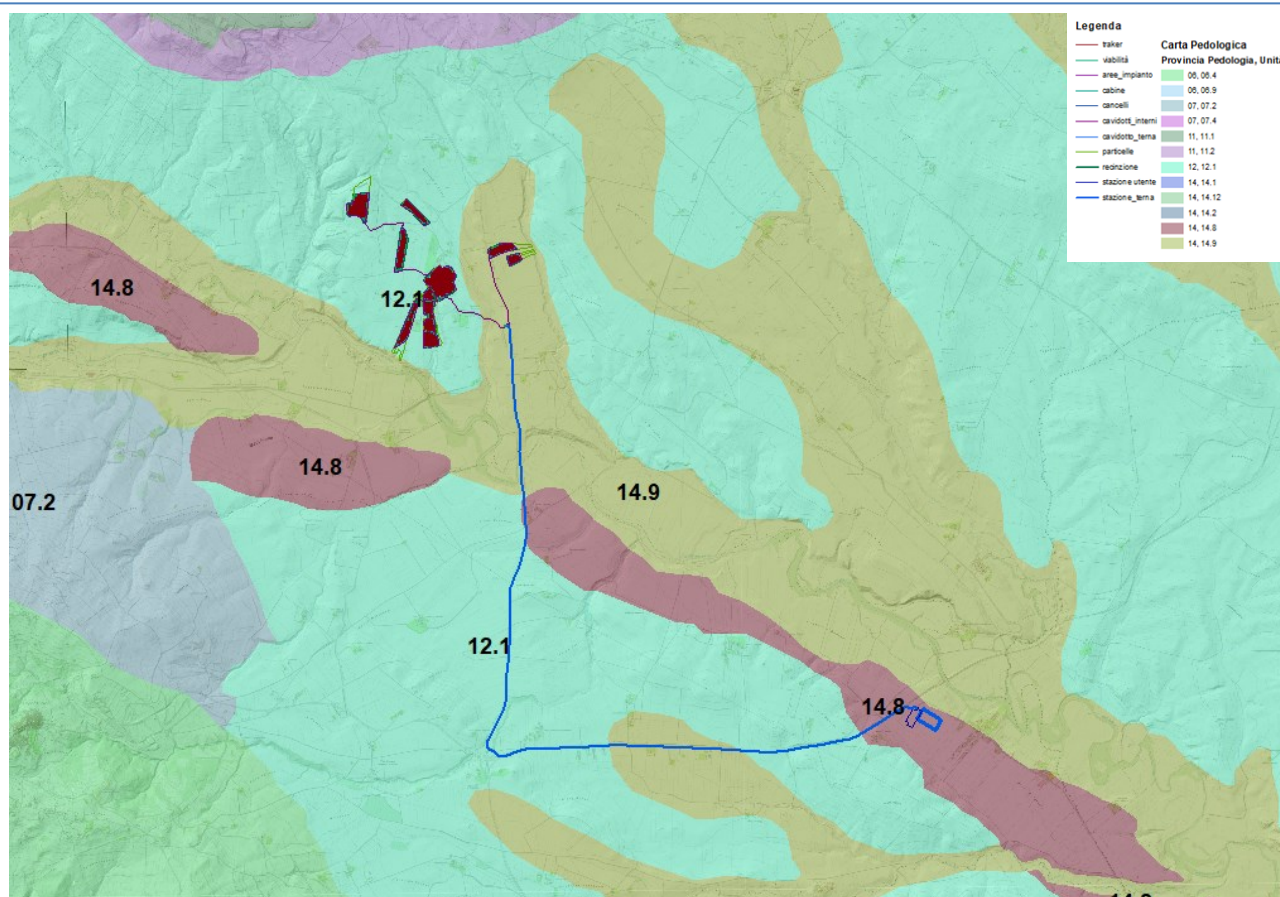 Legenda
traker
viabilità
aree_impianto
cabine
cancelli
cavidotti_interni
cavidotto_terna
particelle
recinzione
stazione utente
stazione_terna
Carta Pedologica
Provincia Pedologia, Unita
06, 06.4
06, 06.9
07, 07.2
07, 07.4
11, 11.1
11, 11.2
12, 12.1
14, 14.1
14, 14.12
14, 14.2
14, 14.8
14, 14.9
14.8
12.1
14.8
07.2
14.9
12.1
14.8